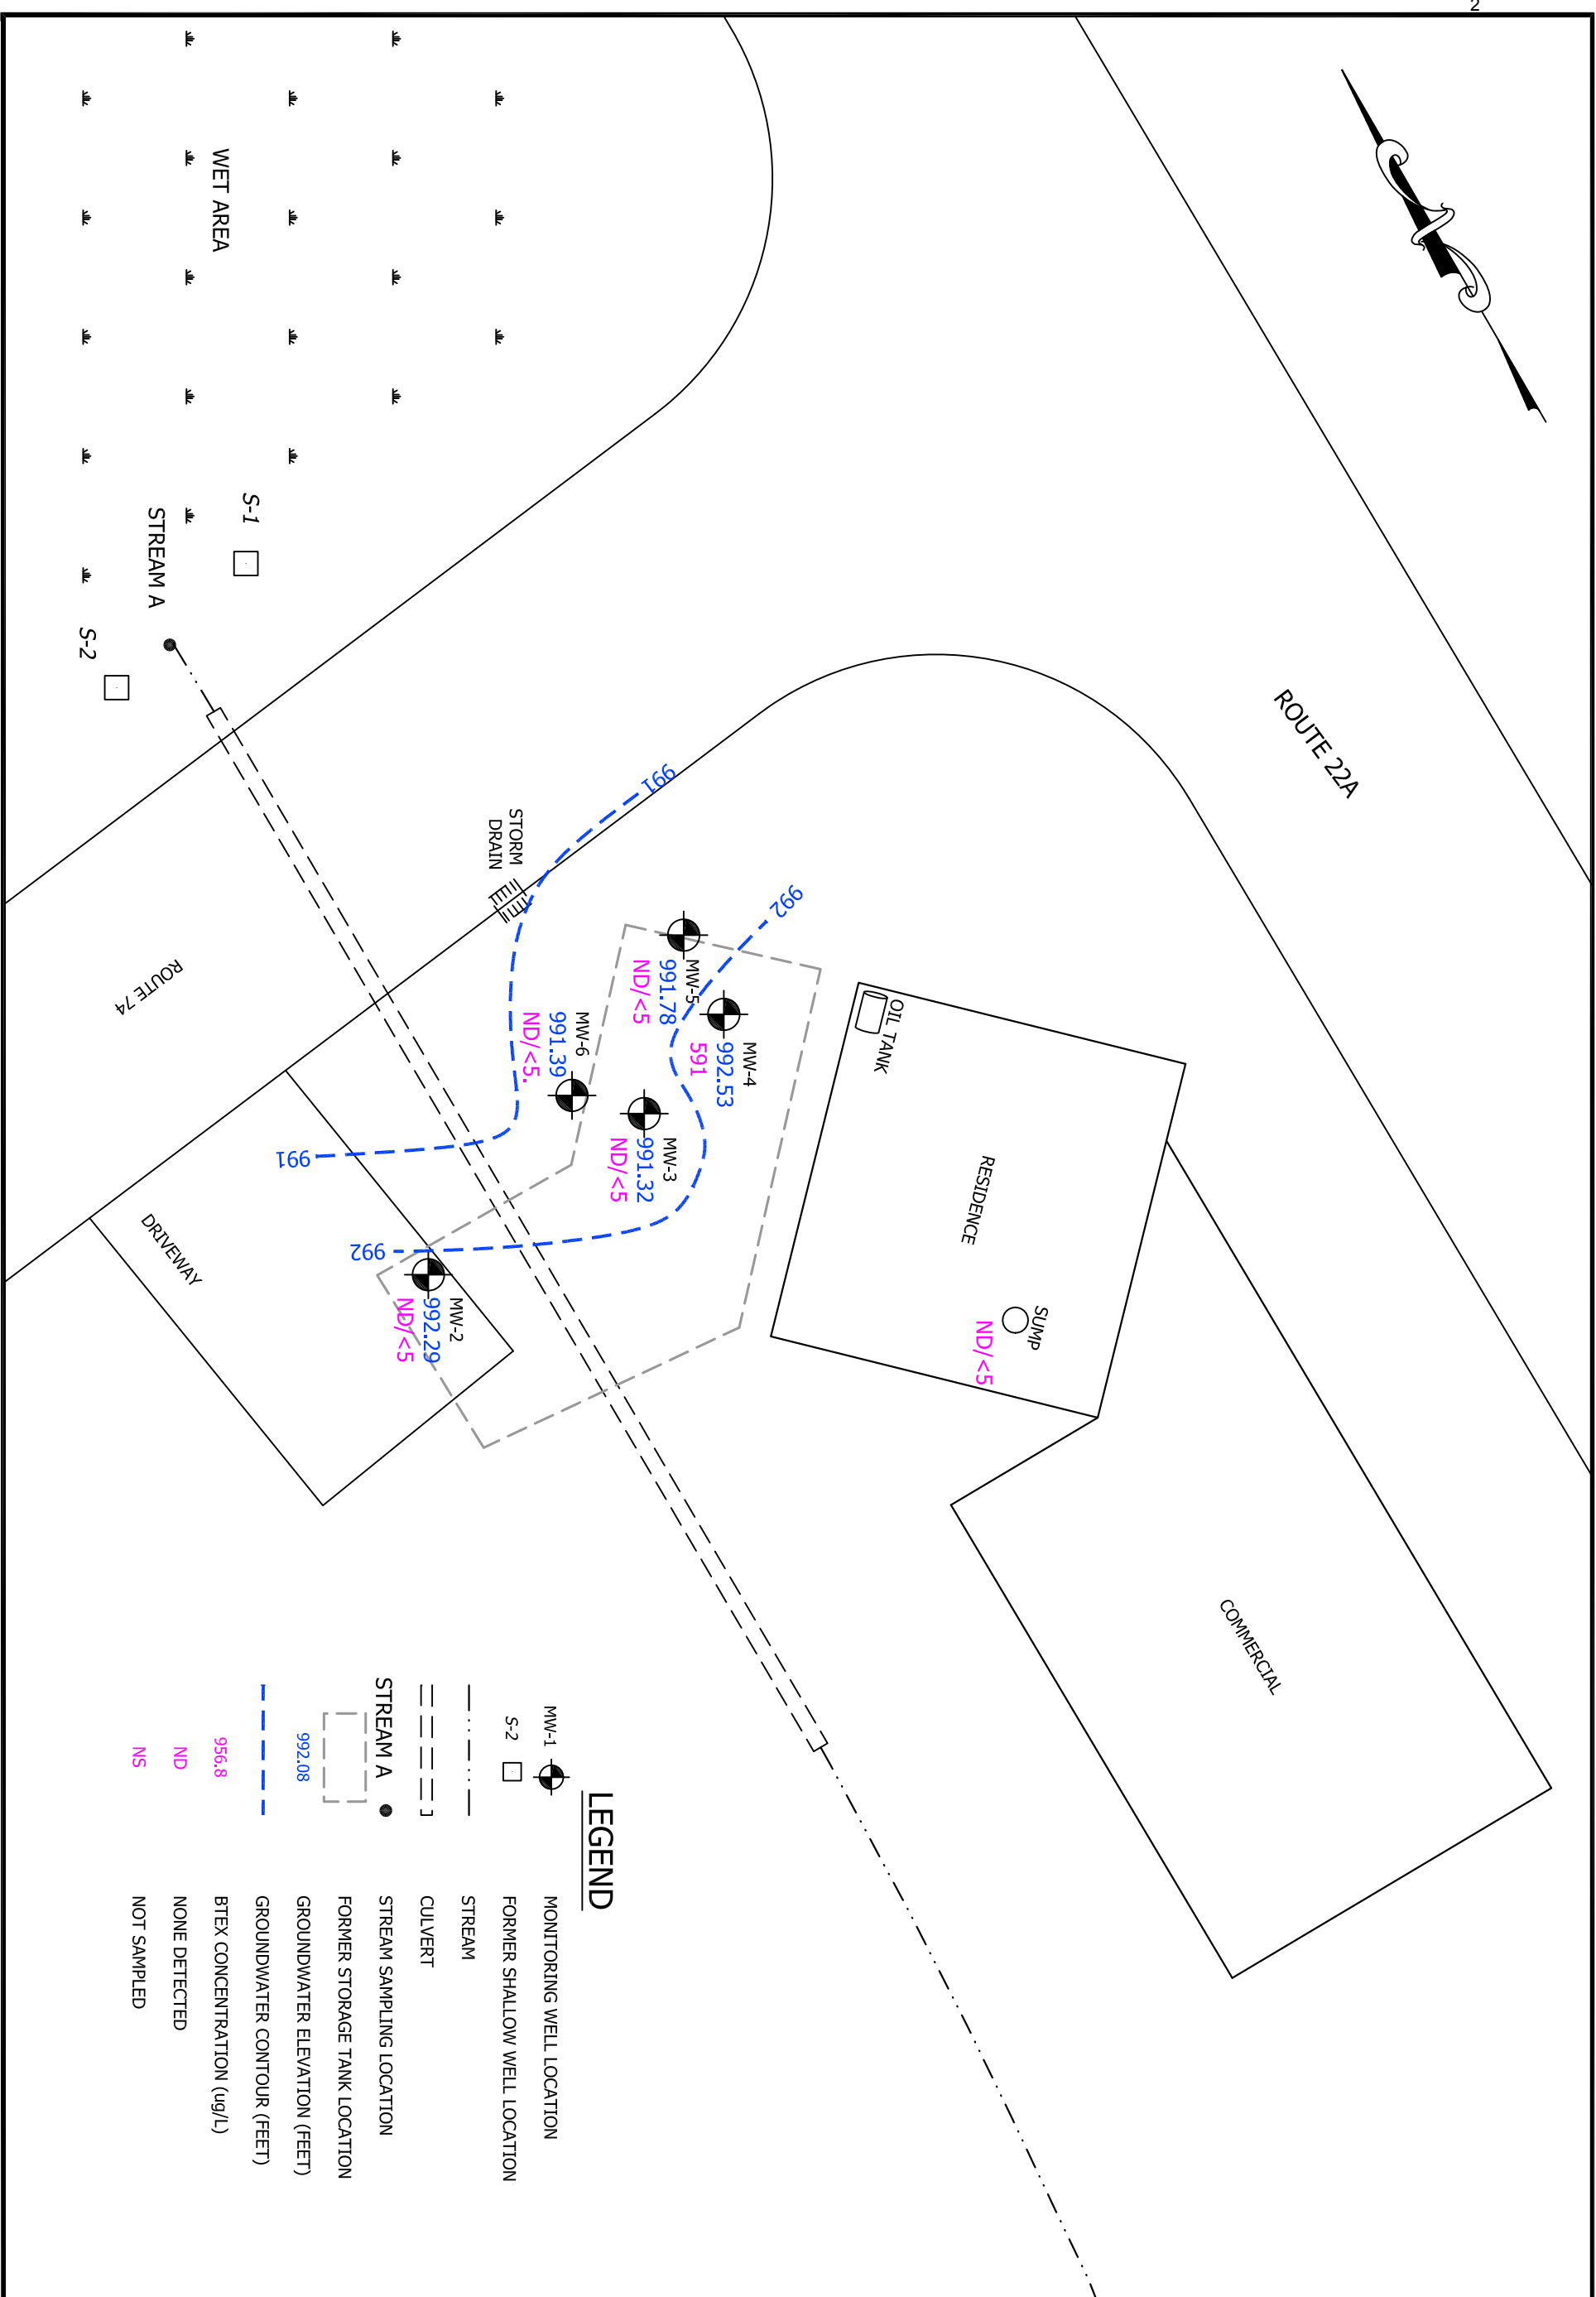 2
ROUTE 22A
WET AREA
S-1
STREAM A
S-2
991
STORM
DRAIN
992
ROUTE 74
MW-5
991.78
ND/<5
MW-4
992.53
591
MW-6
991.39
ND/<5.
MW-3
991.32
ND/<5
OIL TANK
RESIDENCE
SUMP
ND/<5
991
992
MW-2
992.29
ND/<5
DRIVEWAY
COMMERCIAL
LEGEND
MW-1 MONITORING WELL LOCATION
S-2 FORMER SHALLOW WELL LOCATION
STREAM
CULVERT
STREAM A STREAM SAMPLING LOCATION
FORMER STORAGE TANK LOCATION
992.08 GROUNDWATER ELEVATION (FEET)
GROUNDWATER CONTOUR (FEET)
956.8 BTEX CONCENTRATION (ug/L)
ND NONE DETECTED
NS NOT SAMPLED